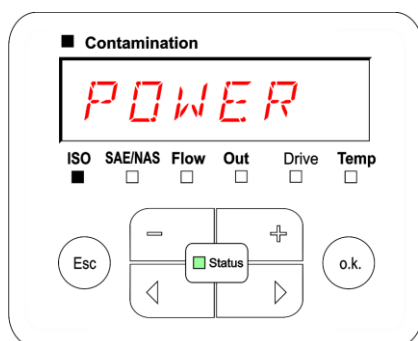 Contamination
POWER
ISO SAE/NAS Flow Out Drive Temp
− +
Esc Status o.k.